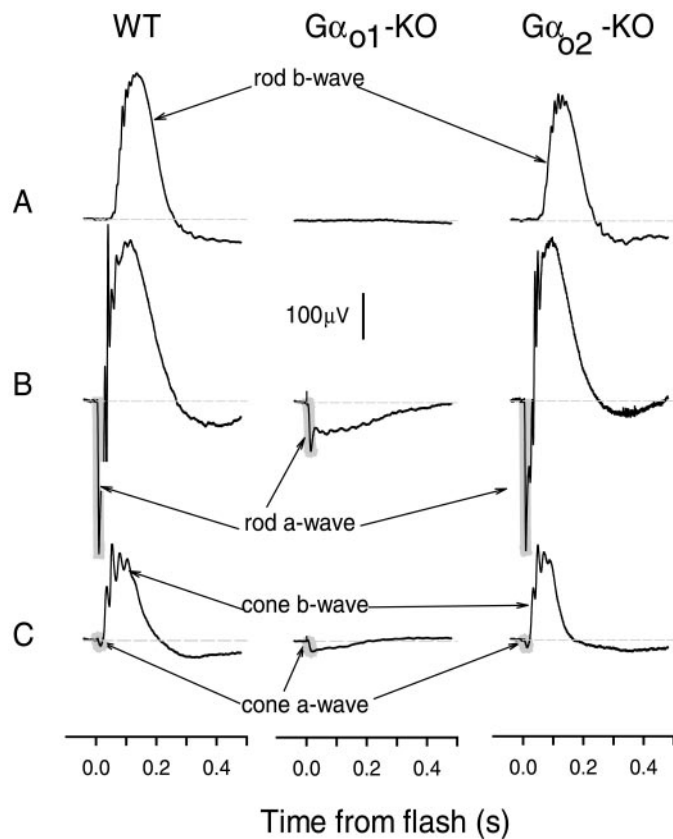 WT Gαo1-KO Gαo2-KO
rod b-wave
A
100μV
B
rod a-wave
cone b-wave
C
cone a-wave
0.0 0.2 0.4 0.0 0.2 0.4 0.0 0.2 0.4
Time from flash (s)